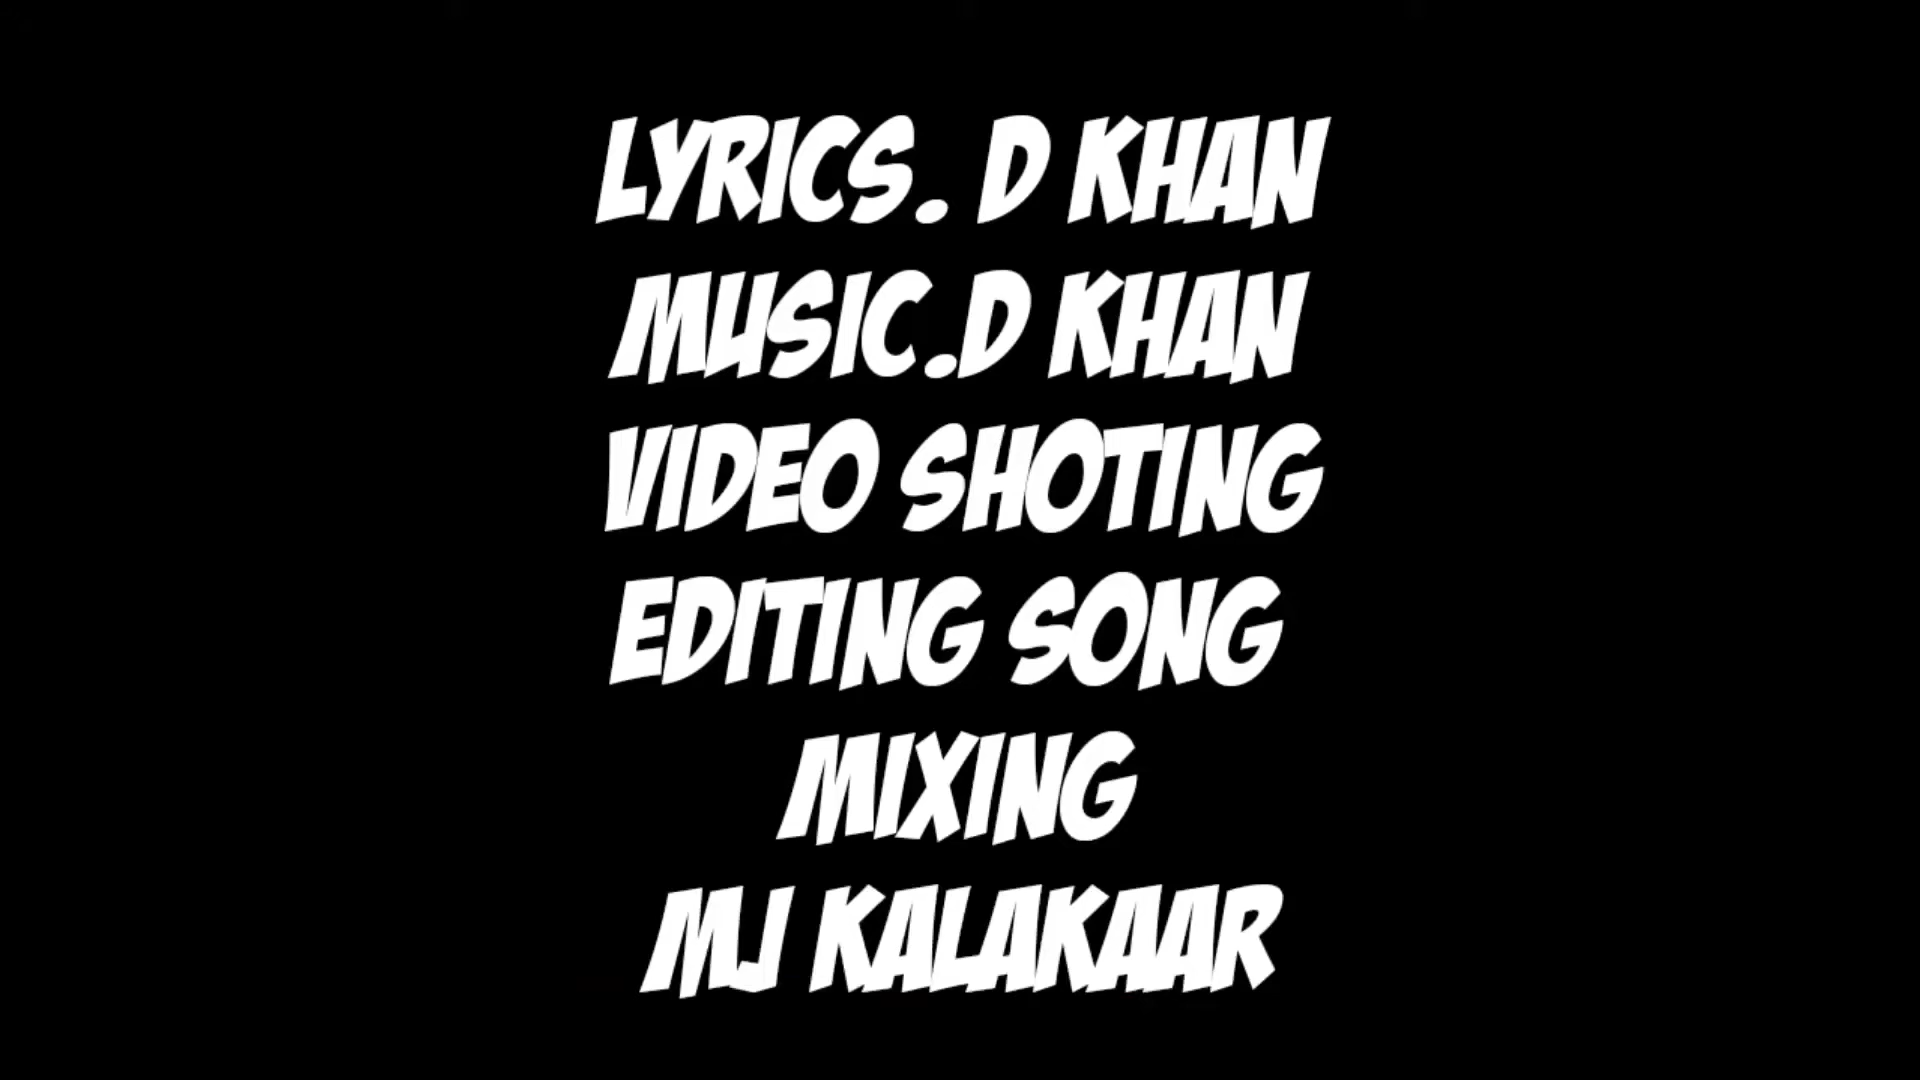 LYRICS. D KHAN
MUSIC.D KHAN
VIDEO SHOTING
EDITING SONG
MIXING
MJ KALAKAAR